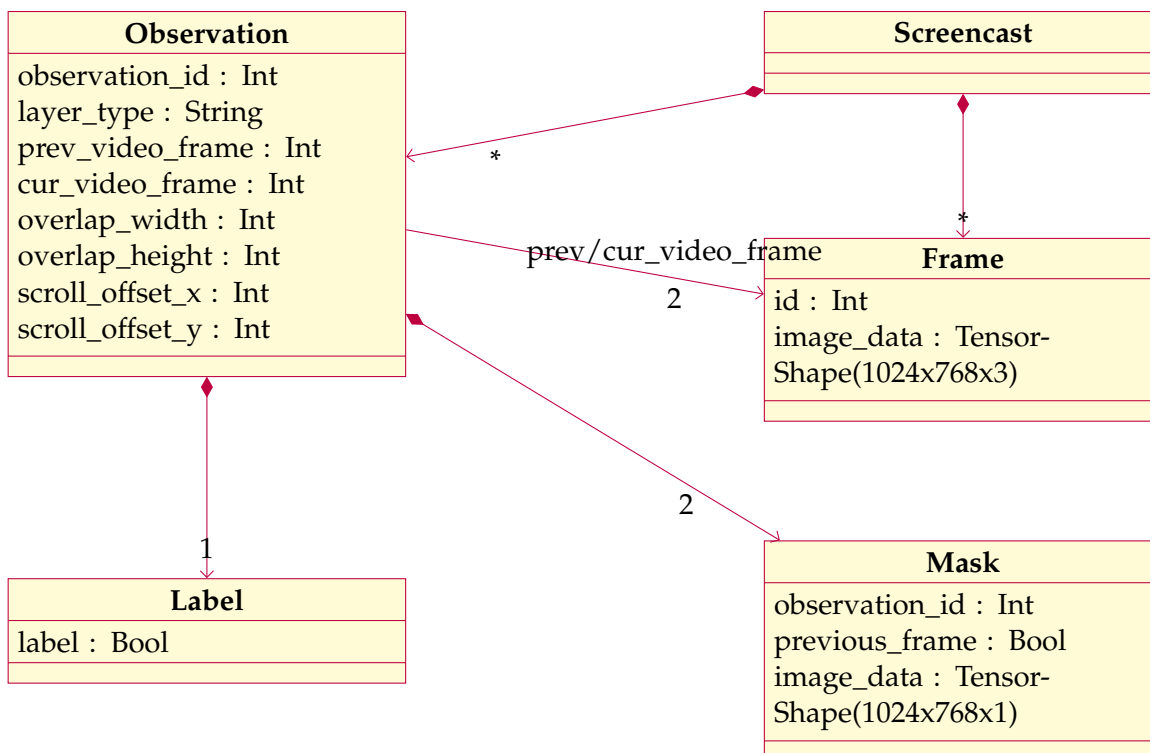 Observation
observation_id : Int
layer_type : String
prev_video_frame : Int
cur_video_frame : Int
overlap_width : Int
overlap_height : Int
scroll_offset_x : Int
scroll_offset_y : Int
Screencast
*
*
prev/cur_video_frame
2
Frame
id : Int
image_data : Tensor-
Shape(1024x768x3)
2
1
Label
label : Bool
Mask
observation_id : Int
previous_frame : Bool
image_data : Tensor-
Shape(1024x768x1)